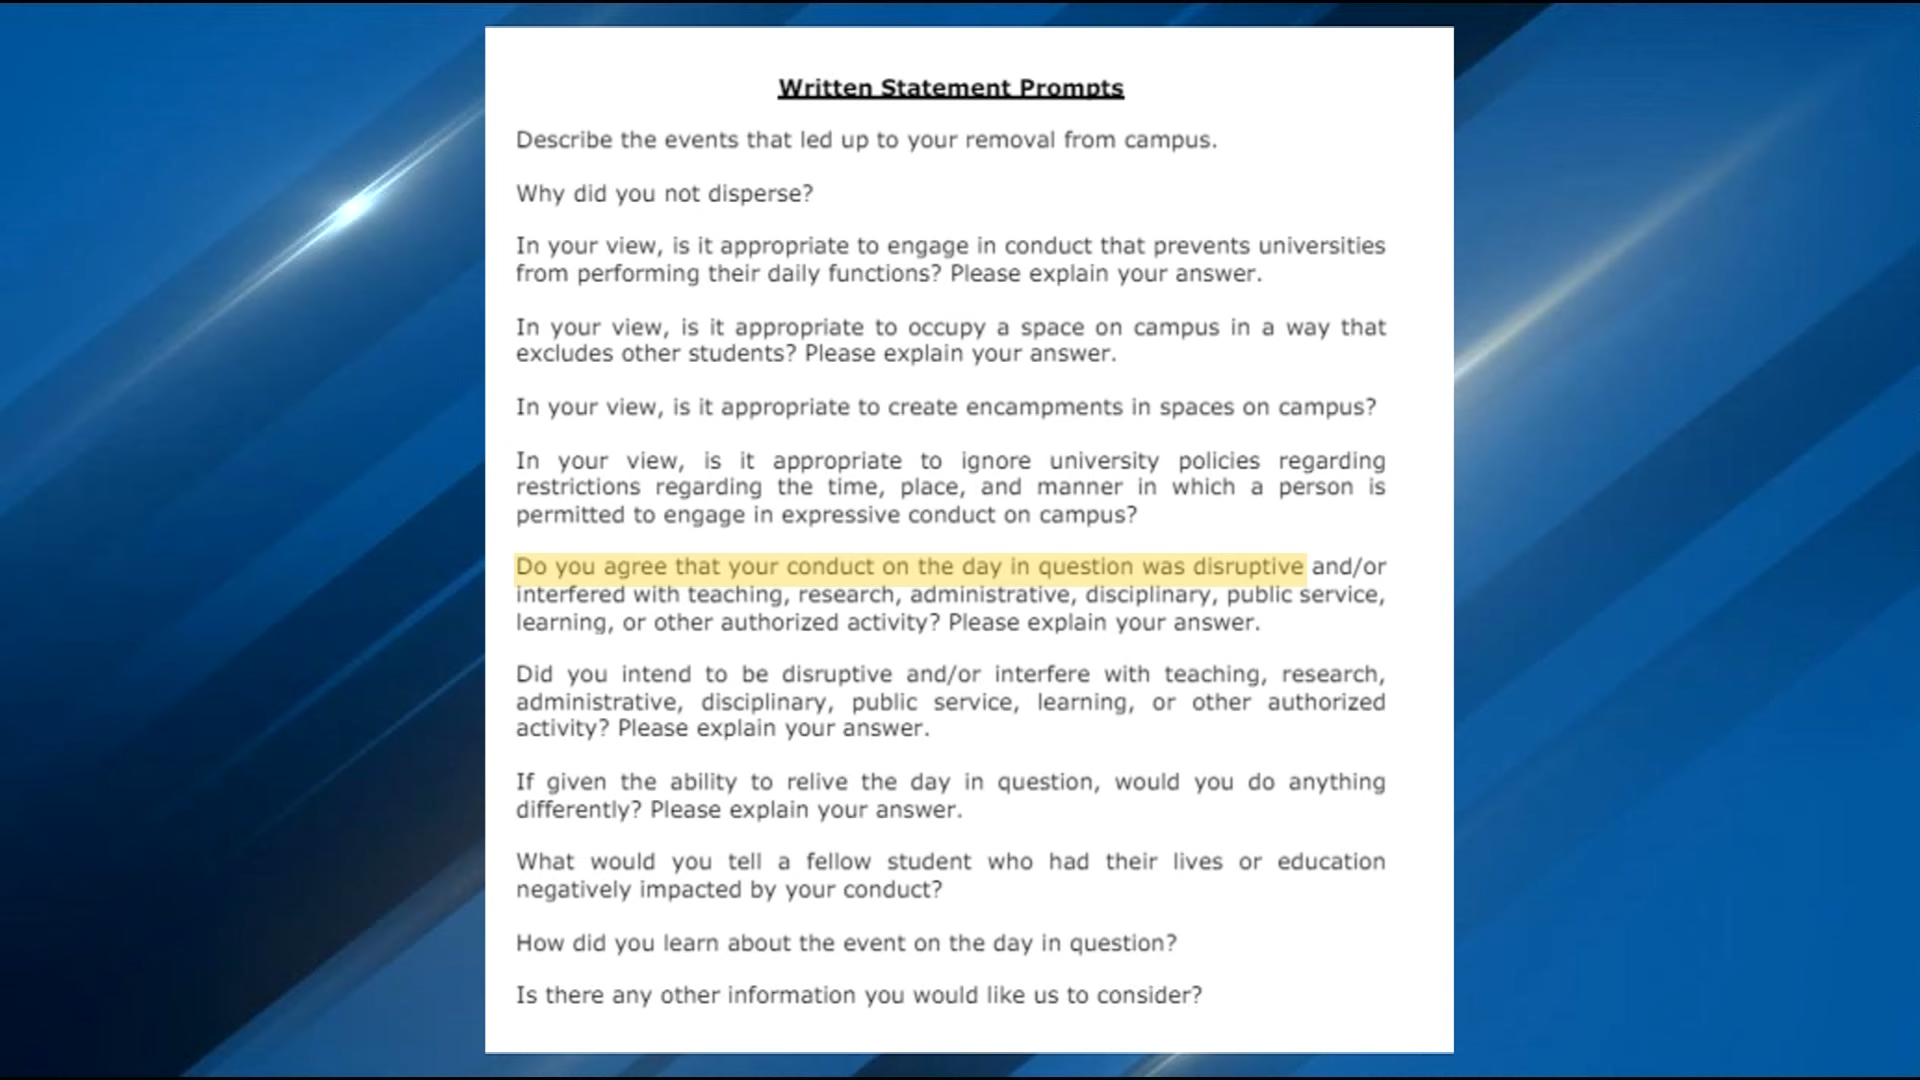 Written Statement Prompts
Describe the events that led up to your removal from campus.
Why did you not disperse?
In your view, is it appropriate to engage in conduct that prevents universities
from performing their daily functions? Please explain your answer.
In your view, is it appropriate to occupy a space on campus in a way that
excludes other students? Please explain your answer.
In your view, is it appropriate to create encampments in spaces on campus?
In your view, is it appropriate to ignore university policies regarding
restrictions regarding the time, place, and manner in which a person is
permitted to engage in expressive conduct on campus?
Do you agree that your conduct on the day in question was disruptive and/or
interfered with teaching, research, administrative, disciplinary, public service,
learning, or other authorized activity? Please explain your answer.
Did you intend to be disruptive and/or interfere with teaching, research,
administrative, disciplinary, public service, learning, or other authorized
activity? Please explain your answer.
If given the ability to relive the day in question, would you do anything
differently? Please explain your answer.
What would you tell a fellow student who had their lives or education
negatively impacted by your conduct?
How did you learn about the event on the day in question?
Is there any other information you would like us to consider?